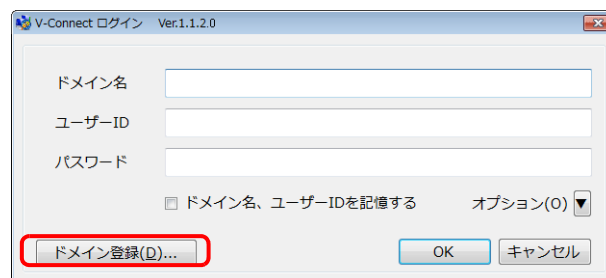 V-Connect ログイン Ver.1.1.2.0
ドメイン名
ユーザーID
パスワード
ドメイン名、ユーザーIDを記憶する オプション(O) ▼
ドメイン登録(D)... OK キャンセル